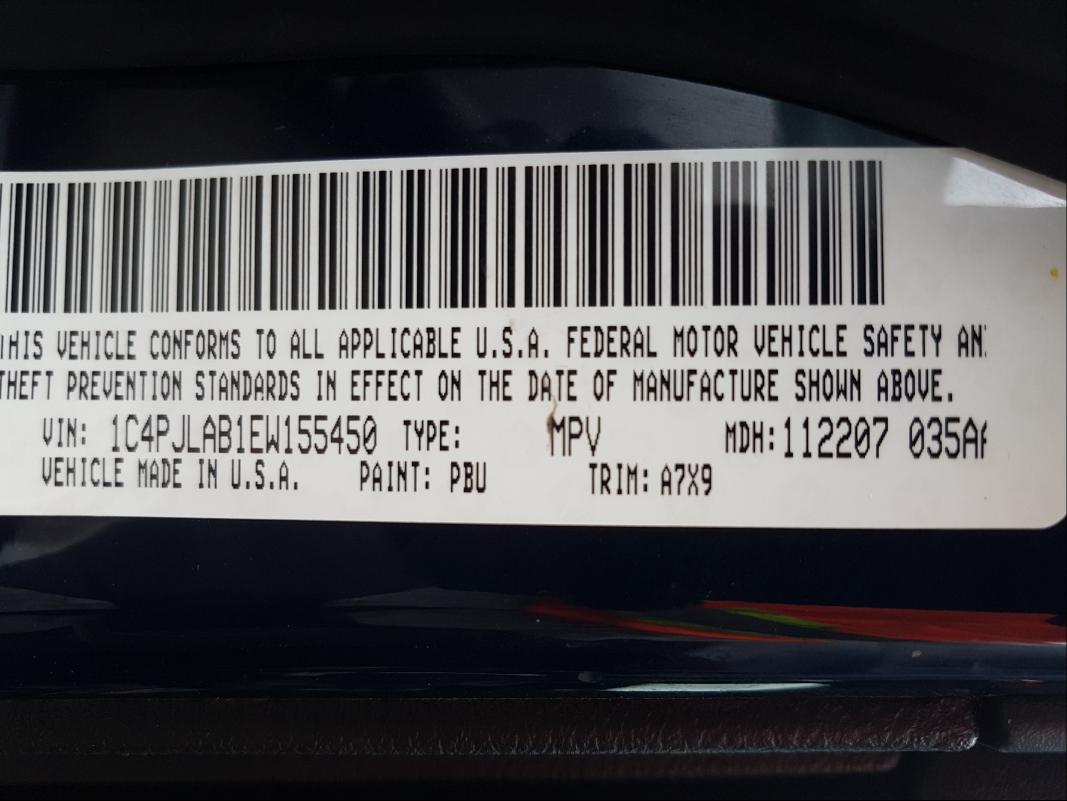 THIS VEHICLE CONFORMS TO ALL APPLICABLE U.S.A. FEDERAL MOTOR VEHICLE SAFETY AN
THEFT PREVENTION STANDARDS IN EFFECT ON THE DATE OF MANUFACTURE SHOWN ABOVE.
VIN: 1C4PJLAB1EW155450 TYPE: MPV MDH:112207 035A
VEHICLE MADE IN U.S.A. PAINT: PBU TRIM: A7X9